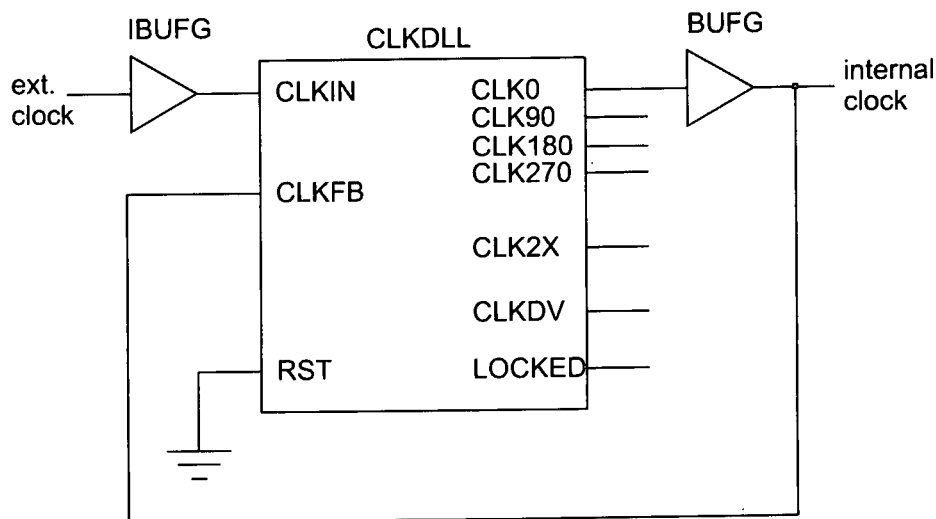 IBUFG
CLKDLL
BUFG
ext.
clock
CLKIN
CLKFB
RST
CLK0
CLK90
CLK180
CLK270
CLK2X
CLKDV
LOCKED
internal
clock